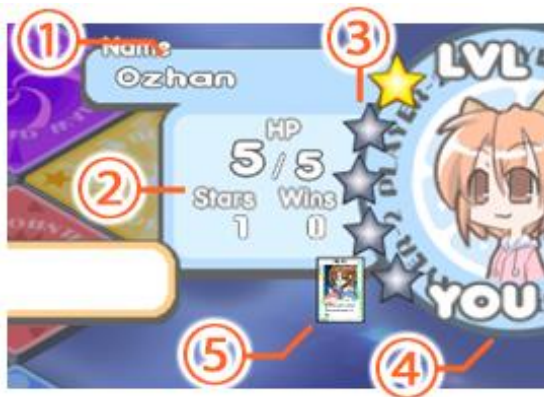 ① Name
Ozhan
③
LVL
HP
5 / 5
②
Stars Wins
1 0
YOU
⑤
④